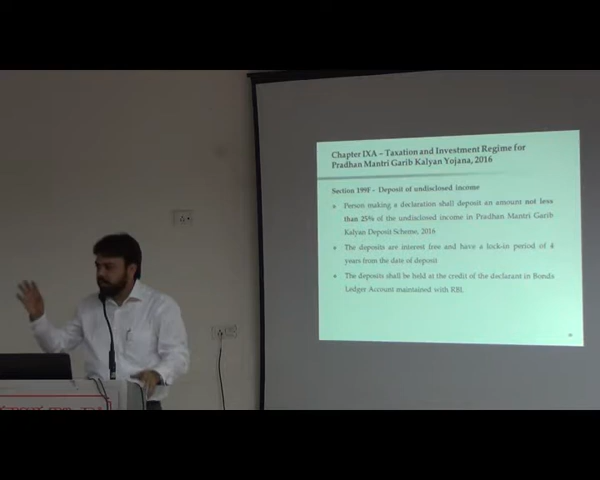 Chapter IXA – Taxation and Investment Regime for
Pradhan Mantri Garib Kalyan Yojana, 2016
Section 199F - Deposit of undisclosed income
Person making a declaration shall deposit an amount not less
than 25% of the undisclosed income in Pradhan Mantri Garib
Kalyan Deposit Scheme, 2016
The deposits are interest free and have a lock-in period of 4
years from the date of deposit
The deposits shall be held at the credit of the declarant in Bonds
Ledger Account maintained with RBI.